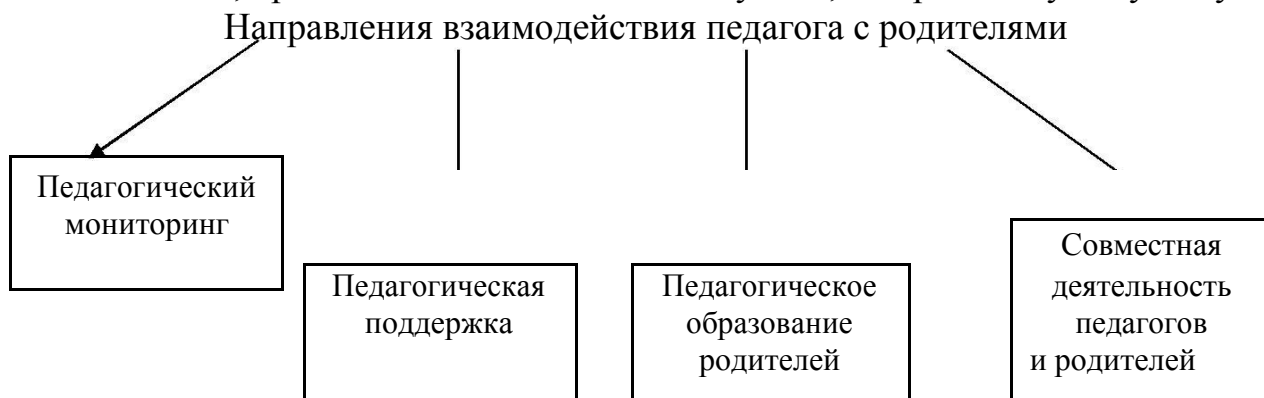 Направления взаимодействия педагога с родителями
Педагогический
мониторинг
Педагогическая
поддержка
Педагогическое
образование
родителей
Совместная
деятельность
педагогов
и родителей